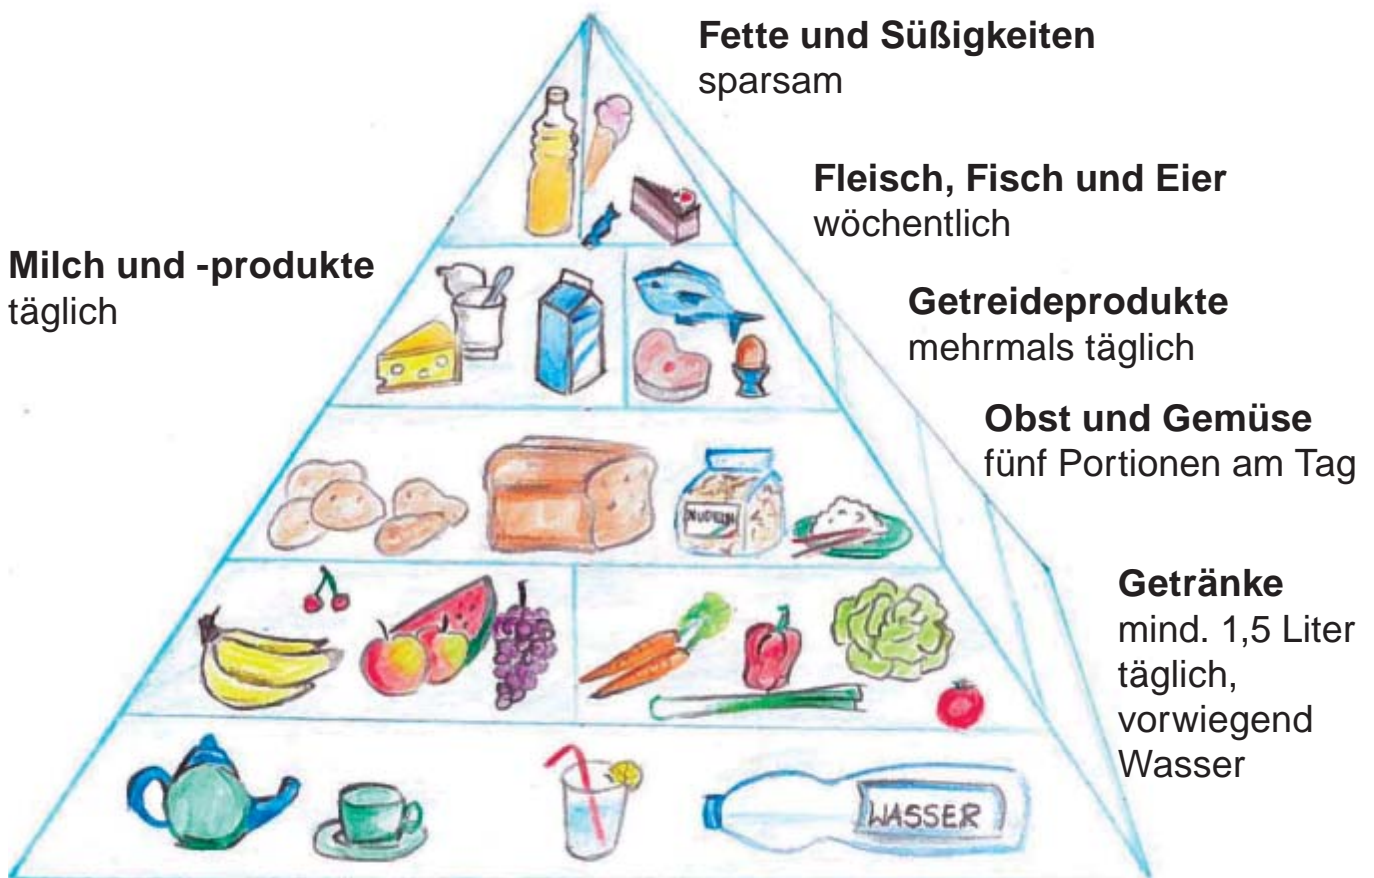 Fette und Süßigkeiten
sparsam
Fleisch, Fisch und Eier
wöchentlich
Milch und -produkte
täglich
Getreideprodukte
mehrmals täglich
Obst und Gemüse
fünf Portionen am Tag
NUDELN
Getränke
mind. 1,5 Liter
täglich,
vorwiegend
Wasser
WASSER